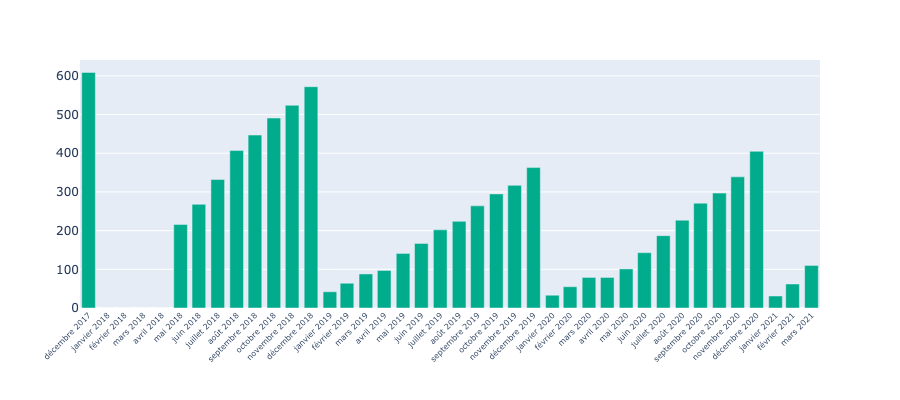 600
500
400
300
200
100
0
décembre 2017
janvier 2018
février 2018
mars 2018
avril 2018
mai 2018
juin 2018
juillet 2018
août 2018
septembre 2018
octobre 2018
novembre 2018
décembre 2018
janvier 2019
février 2019
mars 2019
avril 2019
mai 2019
juin 2019
juillet 2019
août 2019
septembre 2019
octobre 2019
novembre 2019
décembre 2019
janvier 2020
février 2020
mars 2020
avril 2020
mai 2020
juin 2020
juillet 2020
août 2020
septembre 2020
octobre 2020
novembre 2020
décembre 2020
janvier 2021
février 2021
mars 2021